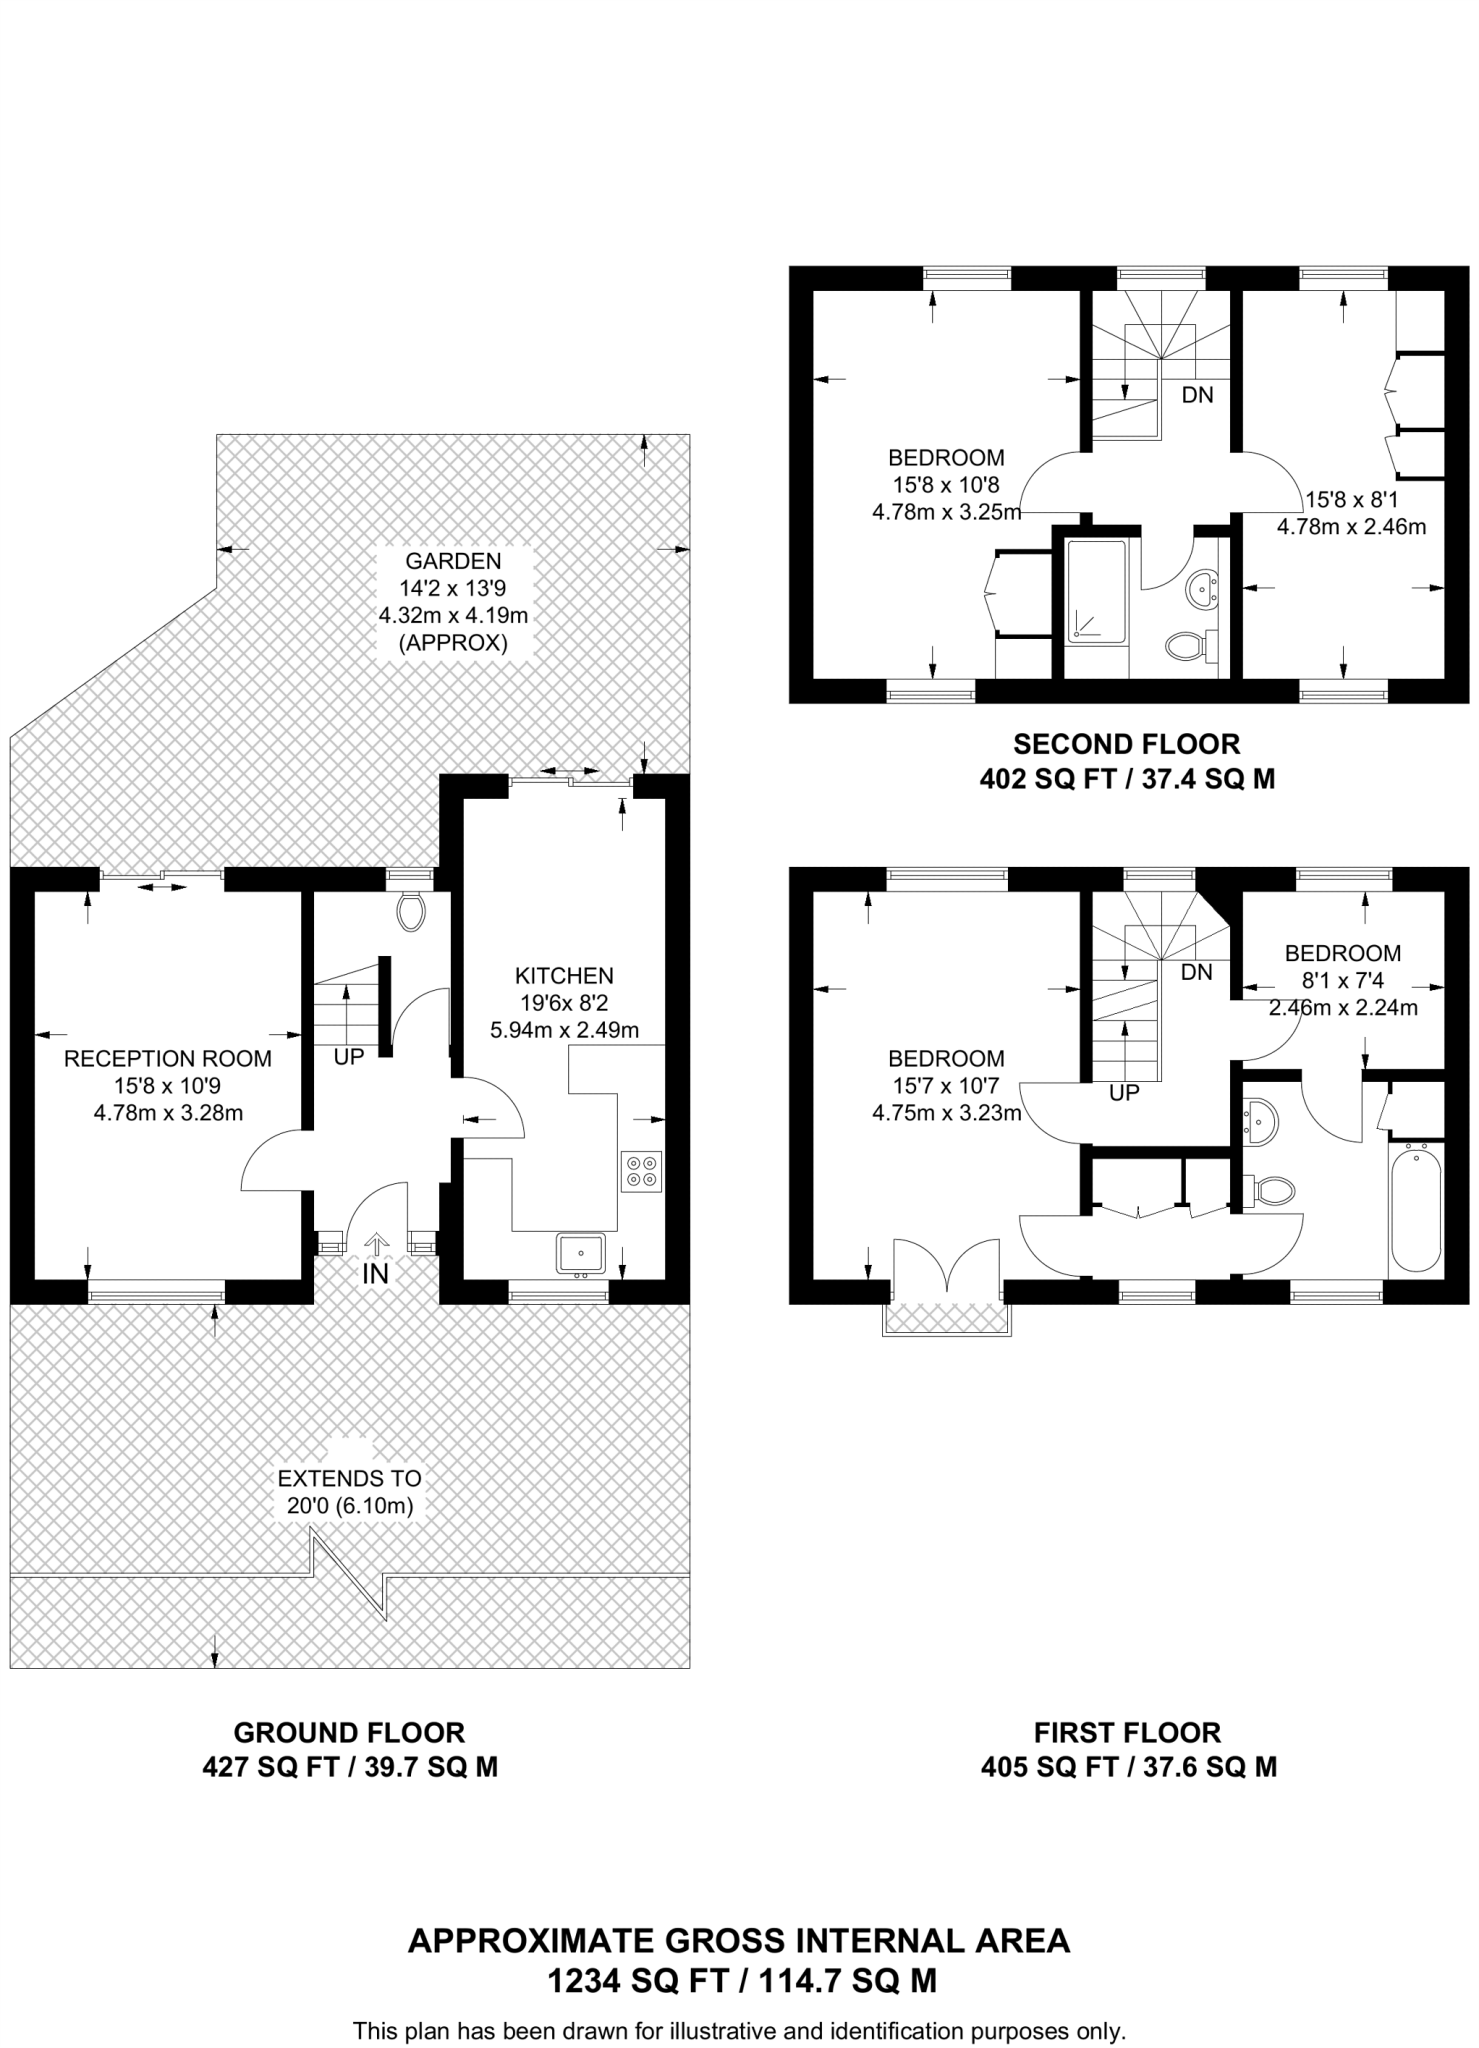 BEDROOM
15'8 x 10'8
4.78m x 3.25m
DN
15'8 x 8'1
4.78m x 2.46m
SECOND FLOOR
402 SQ FT / 37.4 SQ M
GARDEN
14'2 x 13'9
4.32m x 4.19m
(APPROX)
KITCHEN
19'6x 8'2
5.94m x 2.49m
UP
RECEPTION ROOM
15'8 x 10'9
4.78m x 3.28m
IN
EXTENDS TO
20'0 (6.10m)
GROUND FLOOR
427 SQ FT / 39.7 SQ M
DN
BEDROOM
8'1 x 7'4
2.46m x 2.24m
BEDROOM
15'7 x 10'7
4.75m x 3.23m
UP
FIRST FLOOR
405 SQ FT / 37.6 SQ M
APPROXIMATE GROSS INTERNAL AREA
1234 SQ FT / 114.7 SQ M
This plan has been drawn for illustrative and identification purposes only.